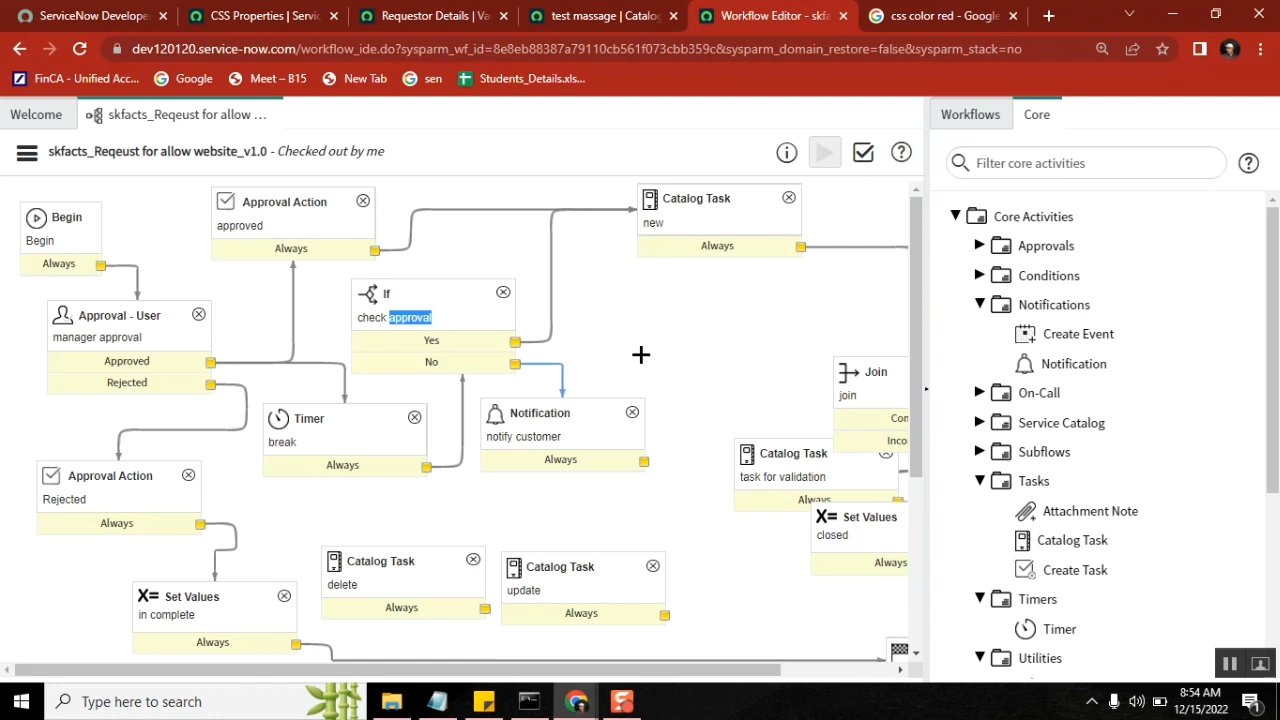 ServiceNow Develope
CSS Properties | Servic
Requestor Details | Va
test massage | Catalog
Workflow Editor - skfa
css color red - Google
dev120120.service-now.com/workflow_ide.do?sysparm_wf_id=8e8eb88387a79110cb561f073cbb359c&sysparm_domain_restore=false&sysparm_stack=no
FinCA - Unified Acc...
Google
Meet – B15
New Tab
sen
Students_Details.xls...
Welcome
skfacts_Reqeust for allow ...
Workflows
Core
skfacts_Reqeust for allow website_v1.0 - Checked out by me
Filter core activities
Begin
Begin
Always
Approval Action
approved
Always
Catalog Task
new
Always
If
check approval
Yes
No
Approval - User
manager approval
Approved
Rejected
Timer
break
Always
Notification
notify customer
Always
Join
join
Con
Inco
Catalog Task
task for validation
Always
Set Values
closed
Always
Approval Action
Rejected
Always
Catalog Task
delete
Always
Catalog Task
update
Always
X= Set Values
in complete
Always
Core Activities
Approvals
Conditions
Notifications
Create Event
Notification
On-Call
Service Catalog
Subflows
Tasks
Attachment Note
Catalog Task
Create Task
Timers
Timer
Utilities
Type here to search
8:54 AM
12/15/2022
1